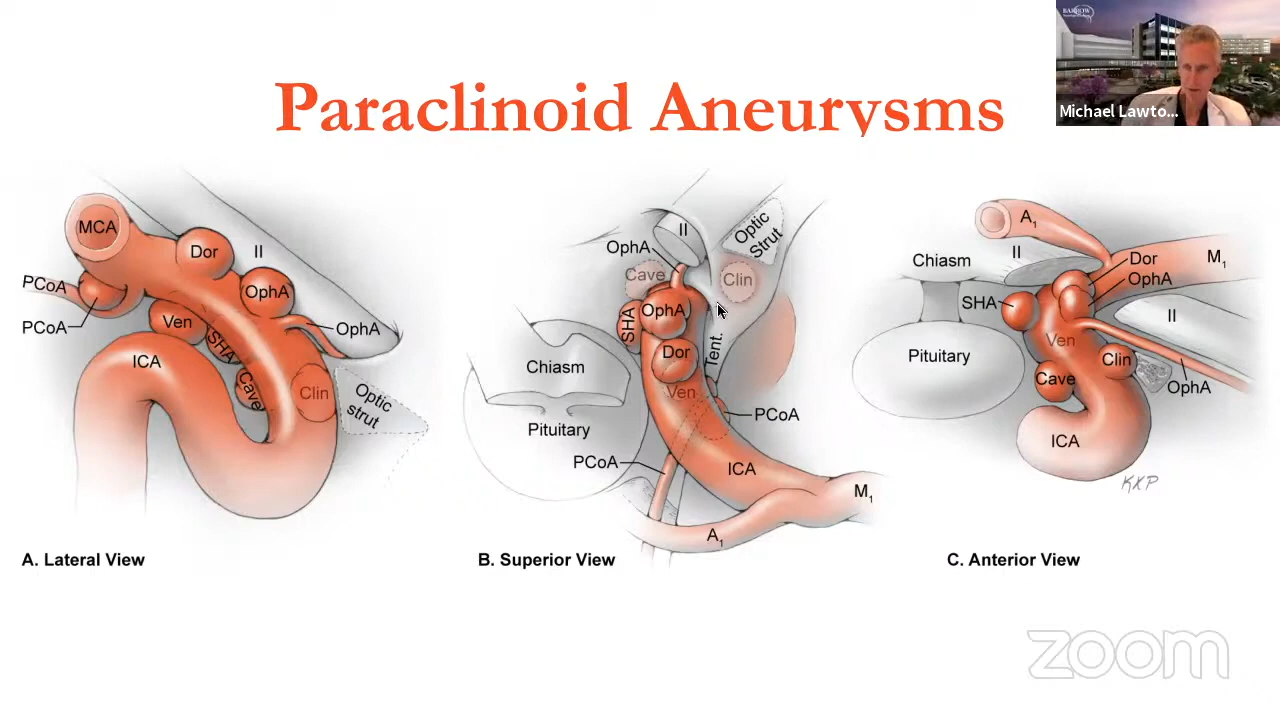 BARROW
Michael Lawto...
Paraclinoid Aneurysms
MCA
Dor
II
PCoA
OphA
PCoA
Ven
OphA
SHA
ICA
Cave
Clin
Optic
strut
A. Lateral View
II
OphA
Optic
Strut
Cave
Clin
SHA
OphA
Tent.
Dor
Chiasm
Ven
PCoA
Pituitary
PCoA
ICA
M1
A1
B. Superior View
A1
II
Chiasm
Dor
M1
OphA
SHA
II
Ven
Pituitary
Clin
Cave
OphA
ICA
KXP
C. Anterior View
zoom